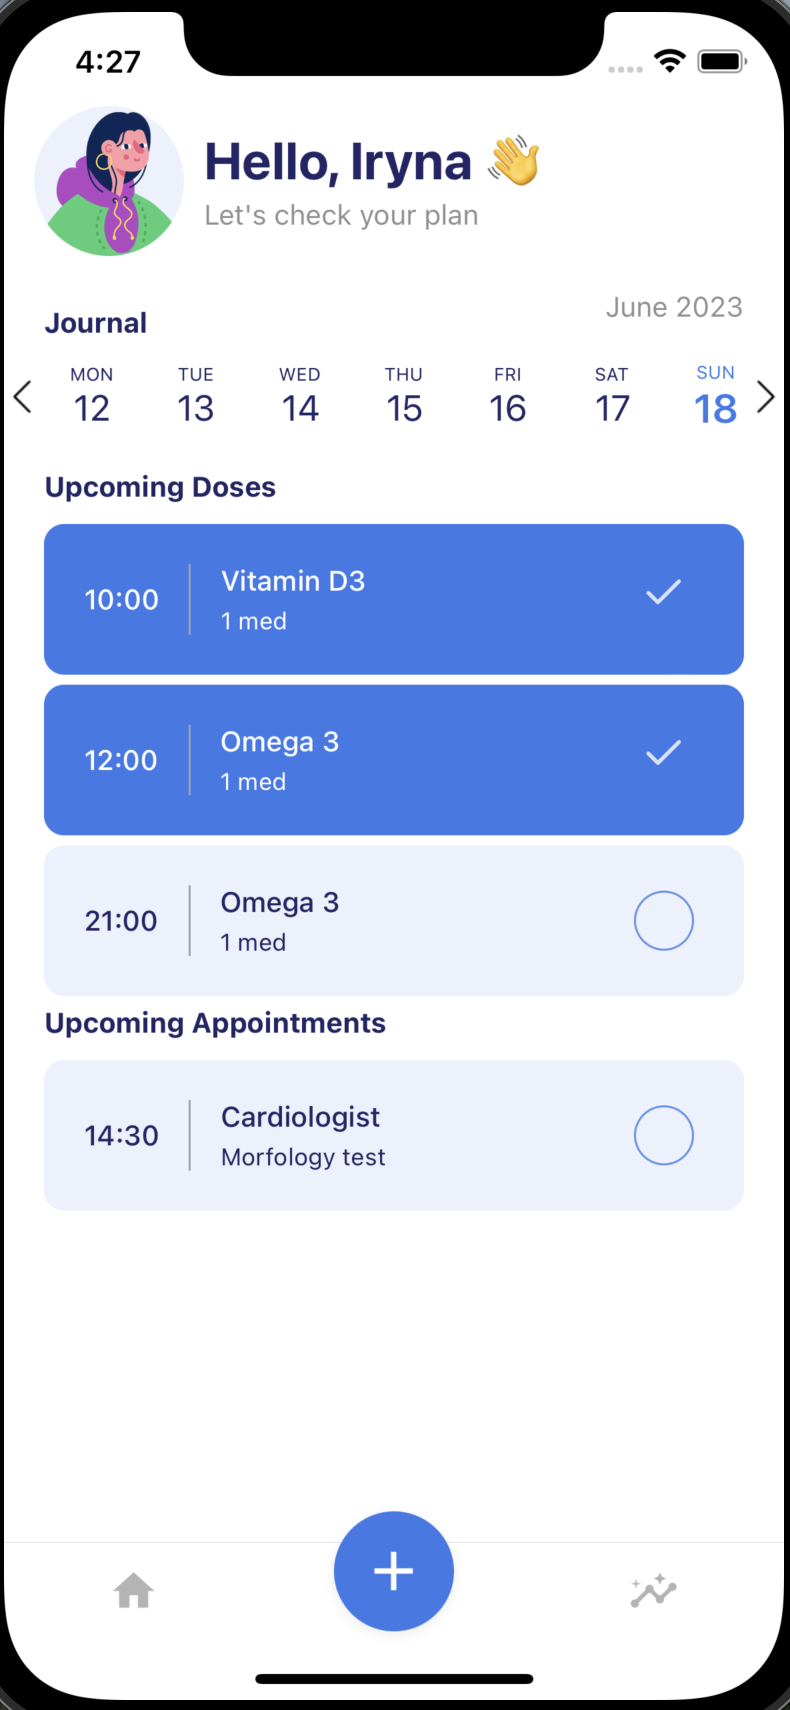 4:27
Hello, Iryna 👋
Let's check your plan
June 2023
Journal
MON TUE WED THU FRI SAT SUN
12 13 14 15 16 17 18
Upcoming Doses
10:00 Vitamin D3
1 med
12:00 Omega 3
1 med
21:00 Omega 3
1 med
Upcoming Appointments
14:30 Cardiologist
Morfology test